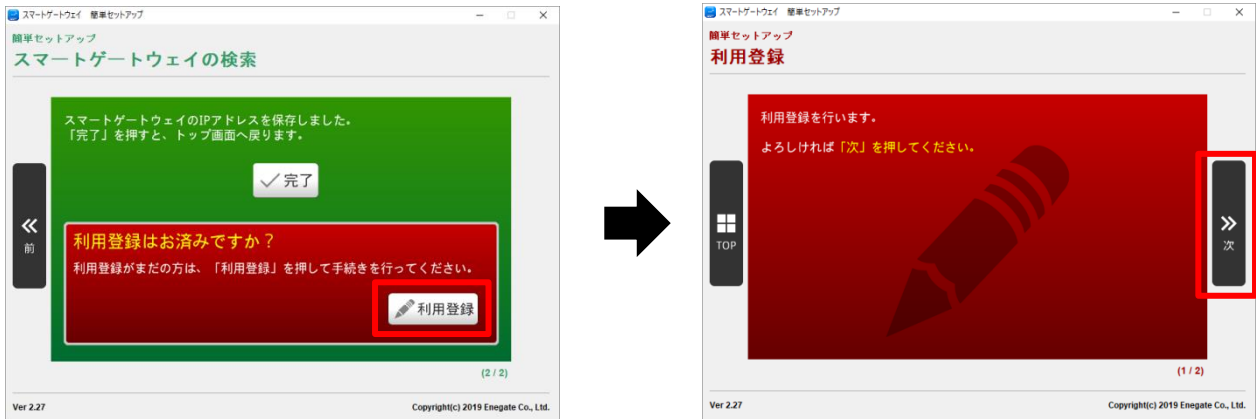 スマートゲートウェイ 簡単セットアップ
簡単セットアップ
スマートゲートウェイの検索
スマートゲートウェイのIPアドレスを保存しました。
「完了」を押すと、トップ画面へ戻ります。
完了
前
利用登録はお済みですか？
利用登録がまだの方は、「利用登録」を押して手続きを行ってください。
利用登録
(2 / 2)
Ver 2.27
Copyright(c) 2019 Enegate Co., Ltd.
スマートゲートウェイ 簡単セットアップ
簡単セットアップ
利用登録
利用登録を行います。
よろしければ「次」を押してください。
TOP
次
(1 / 2)
Ver 2.27
Copyright(c) 2019 Enegate Co., Ltd.